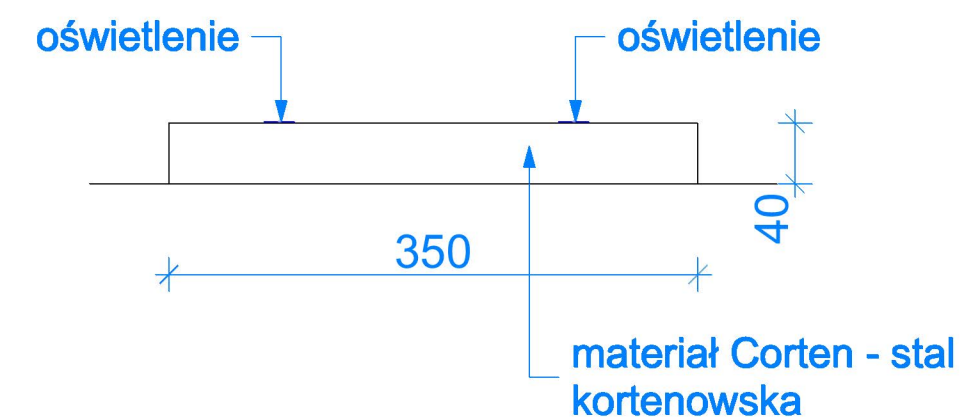 oświetlenie
oświetlenie
40
350
materiał Corten - stal
kortenowska